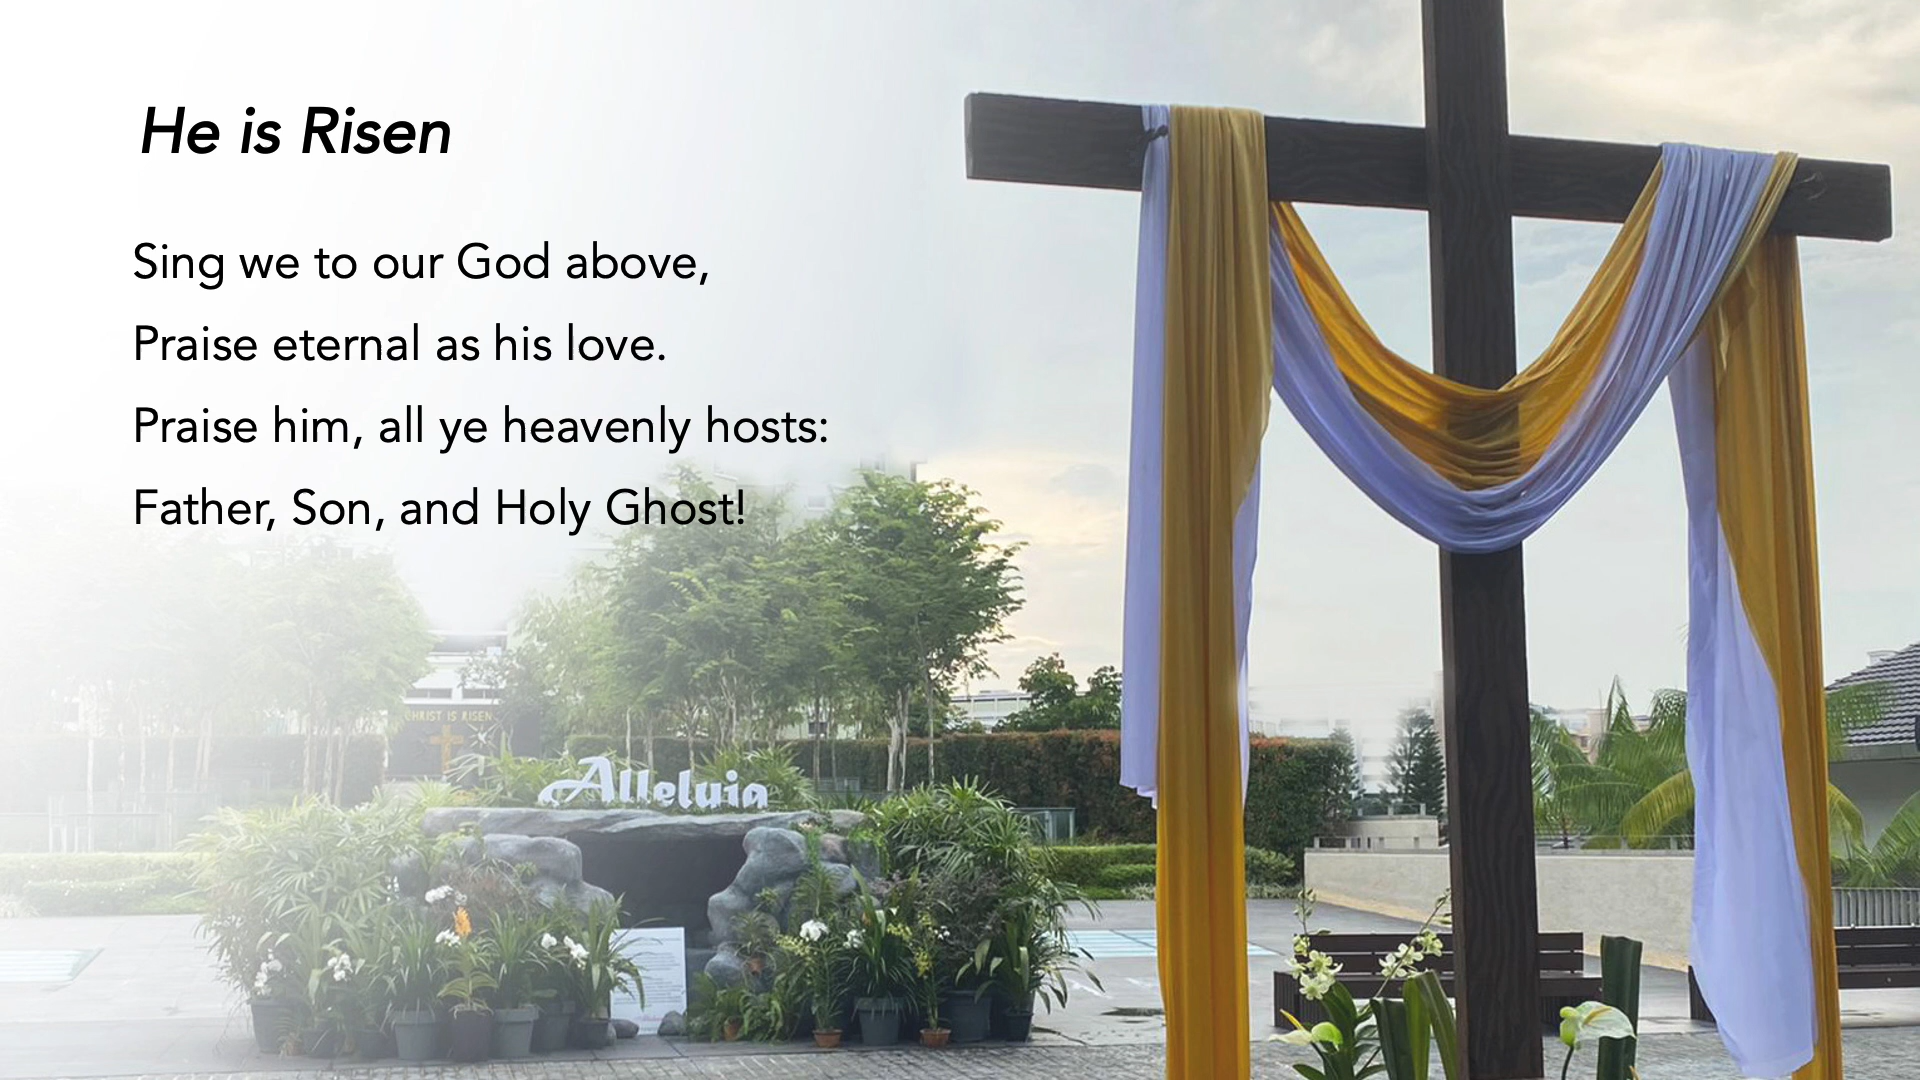 He is Risen
Sing we to our God above,
Praise eternal as his love.
Praise him, all ye heavenly hosts:
Father, Son, and Holy Ghost!
CHRIST IS RISEN
Alleluia